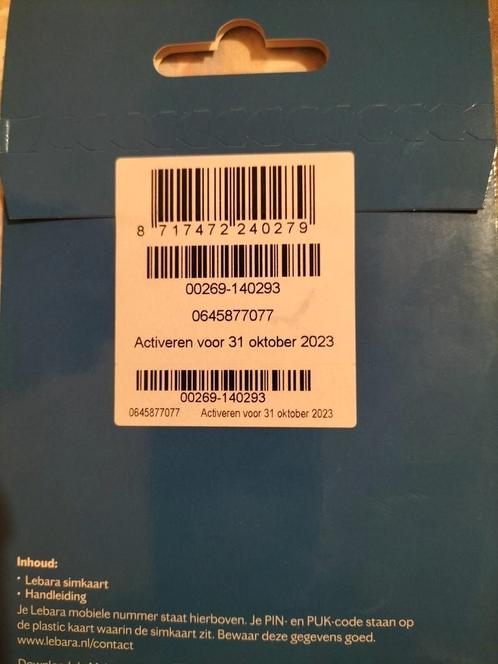 8 717472 240279
00269-140293
0645877077
Activeren voor 31 oktober 2023
00269-140293
0645877077 Activeren voor 31 oktober 2023
Inhoud:
• Lebara simkaart
• Handleiding
Je Lebara mobiele nummer staat hierboven. Je PIN- en PUK-code staan op
de plastic kaart waarin de simkaart zit. Bewaar deze gegevens goed.
www.lebara.nl/contact